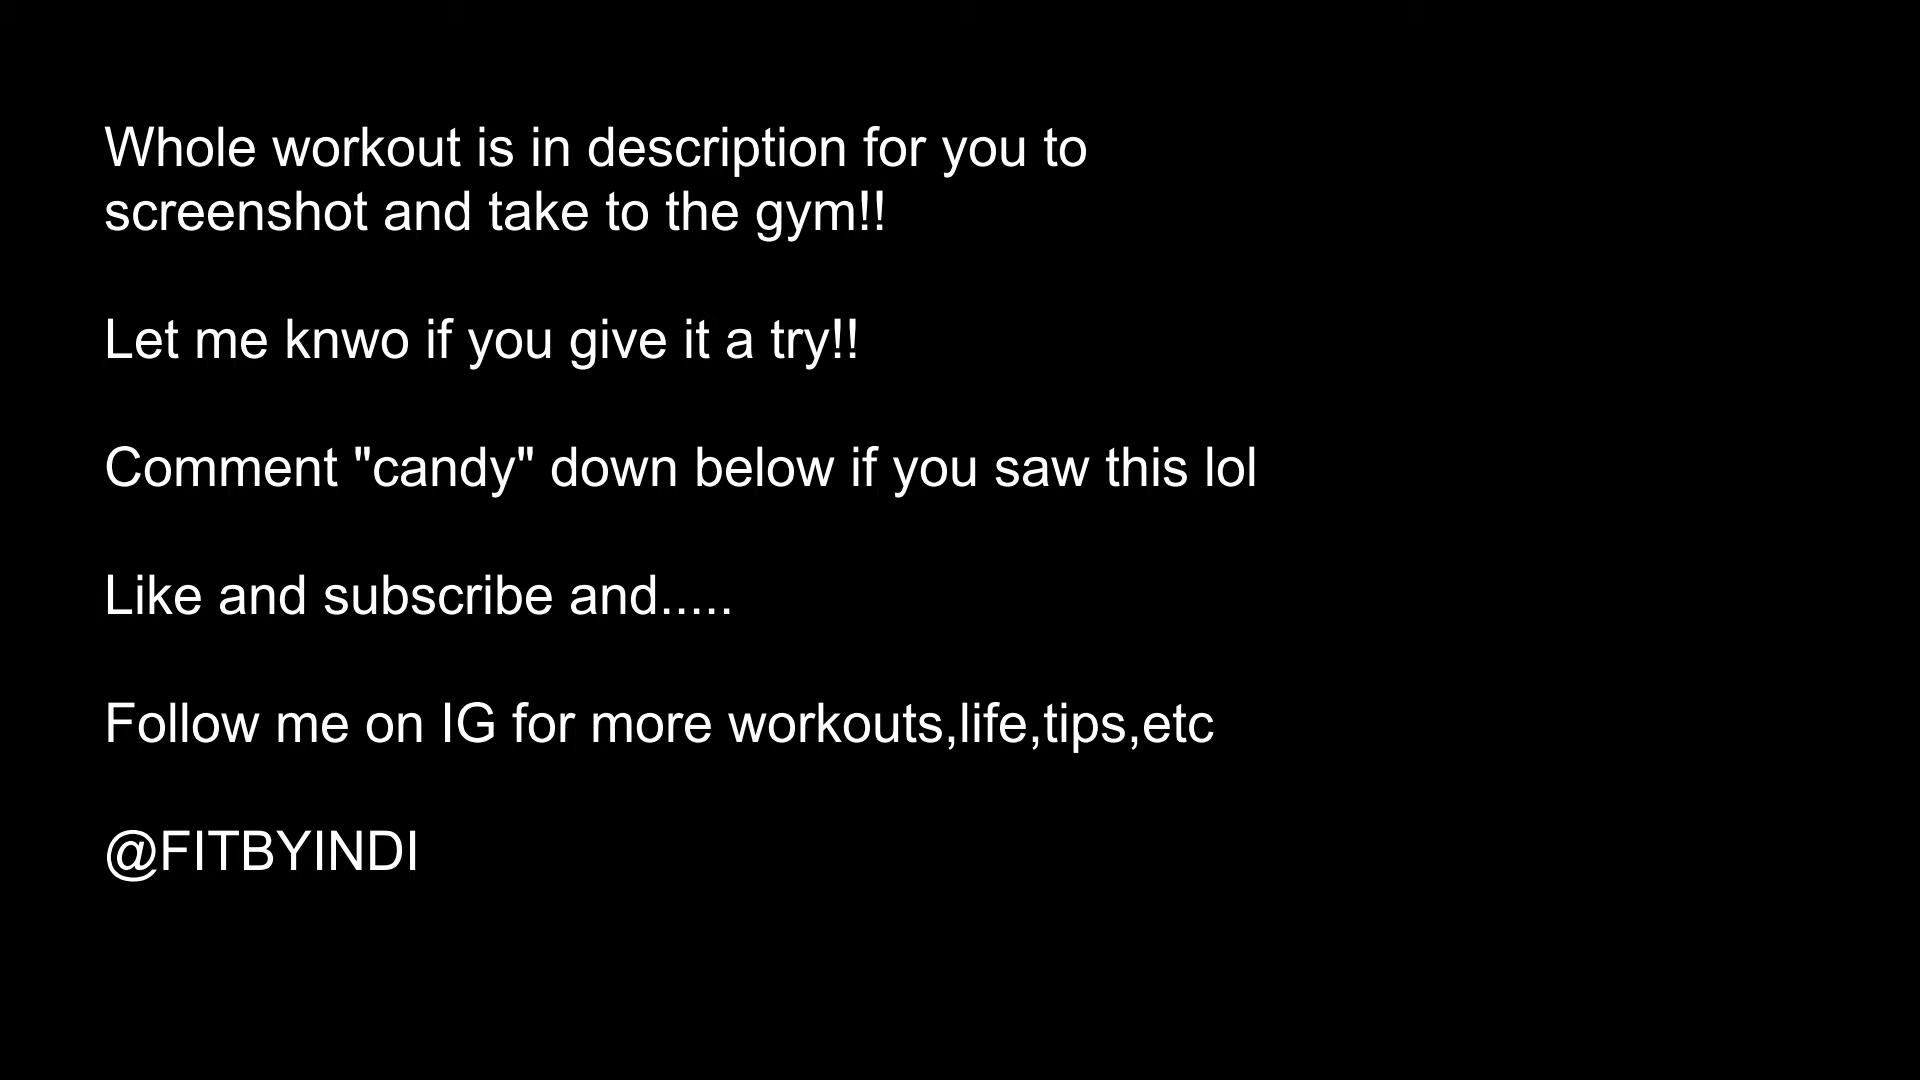 Whole workout is in description for you to
screenshot and take to the gym!!
Let me knwo if you give it a try!!
Comment "candy" down below if you saw this lol
Like and subscribe and.....
Follow me on IG for more workouts,life,tips,etc
@FITBYINDI